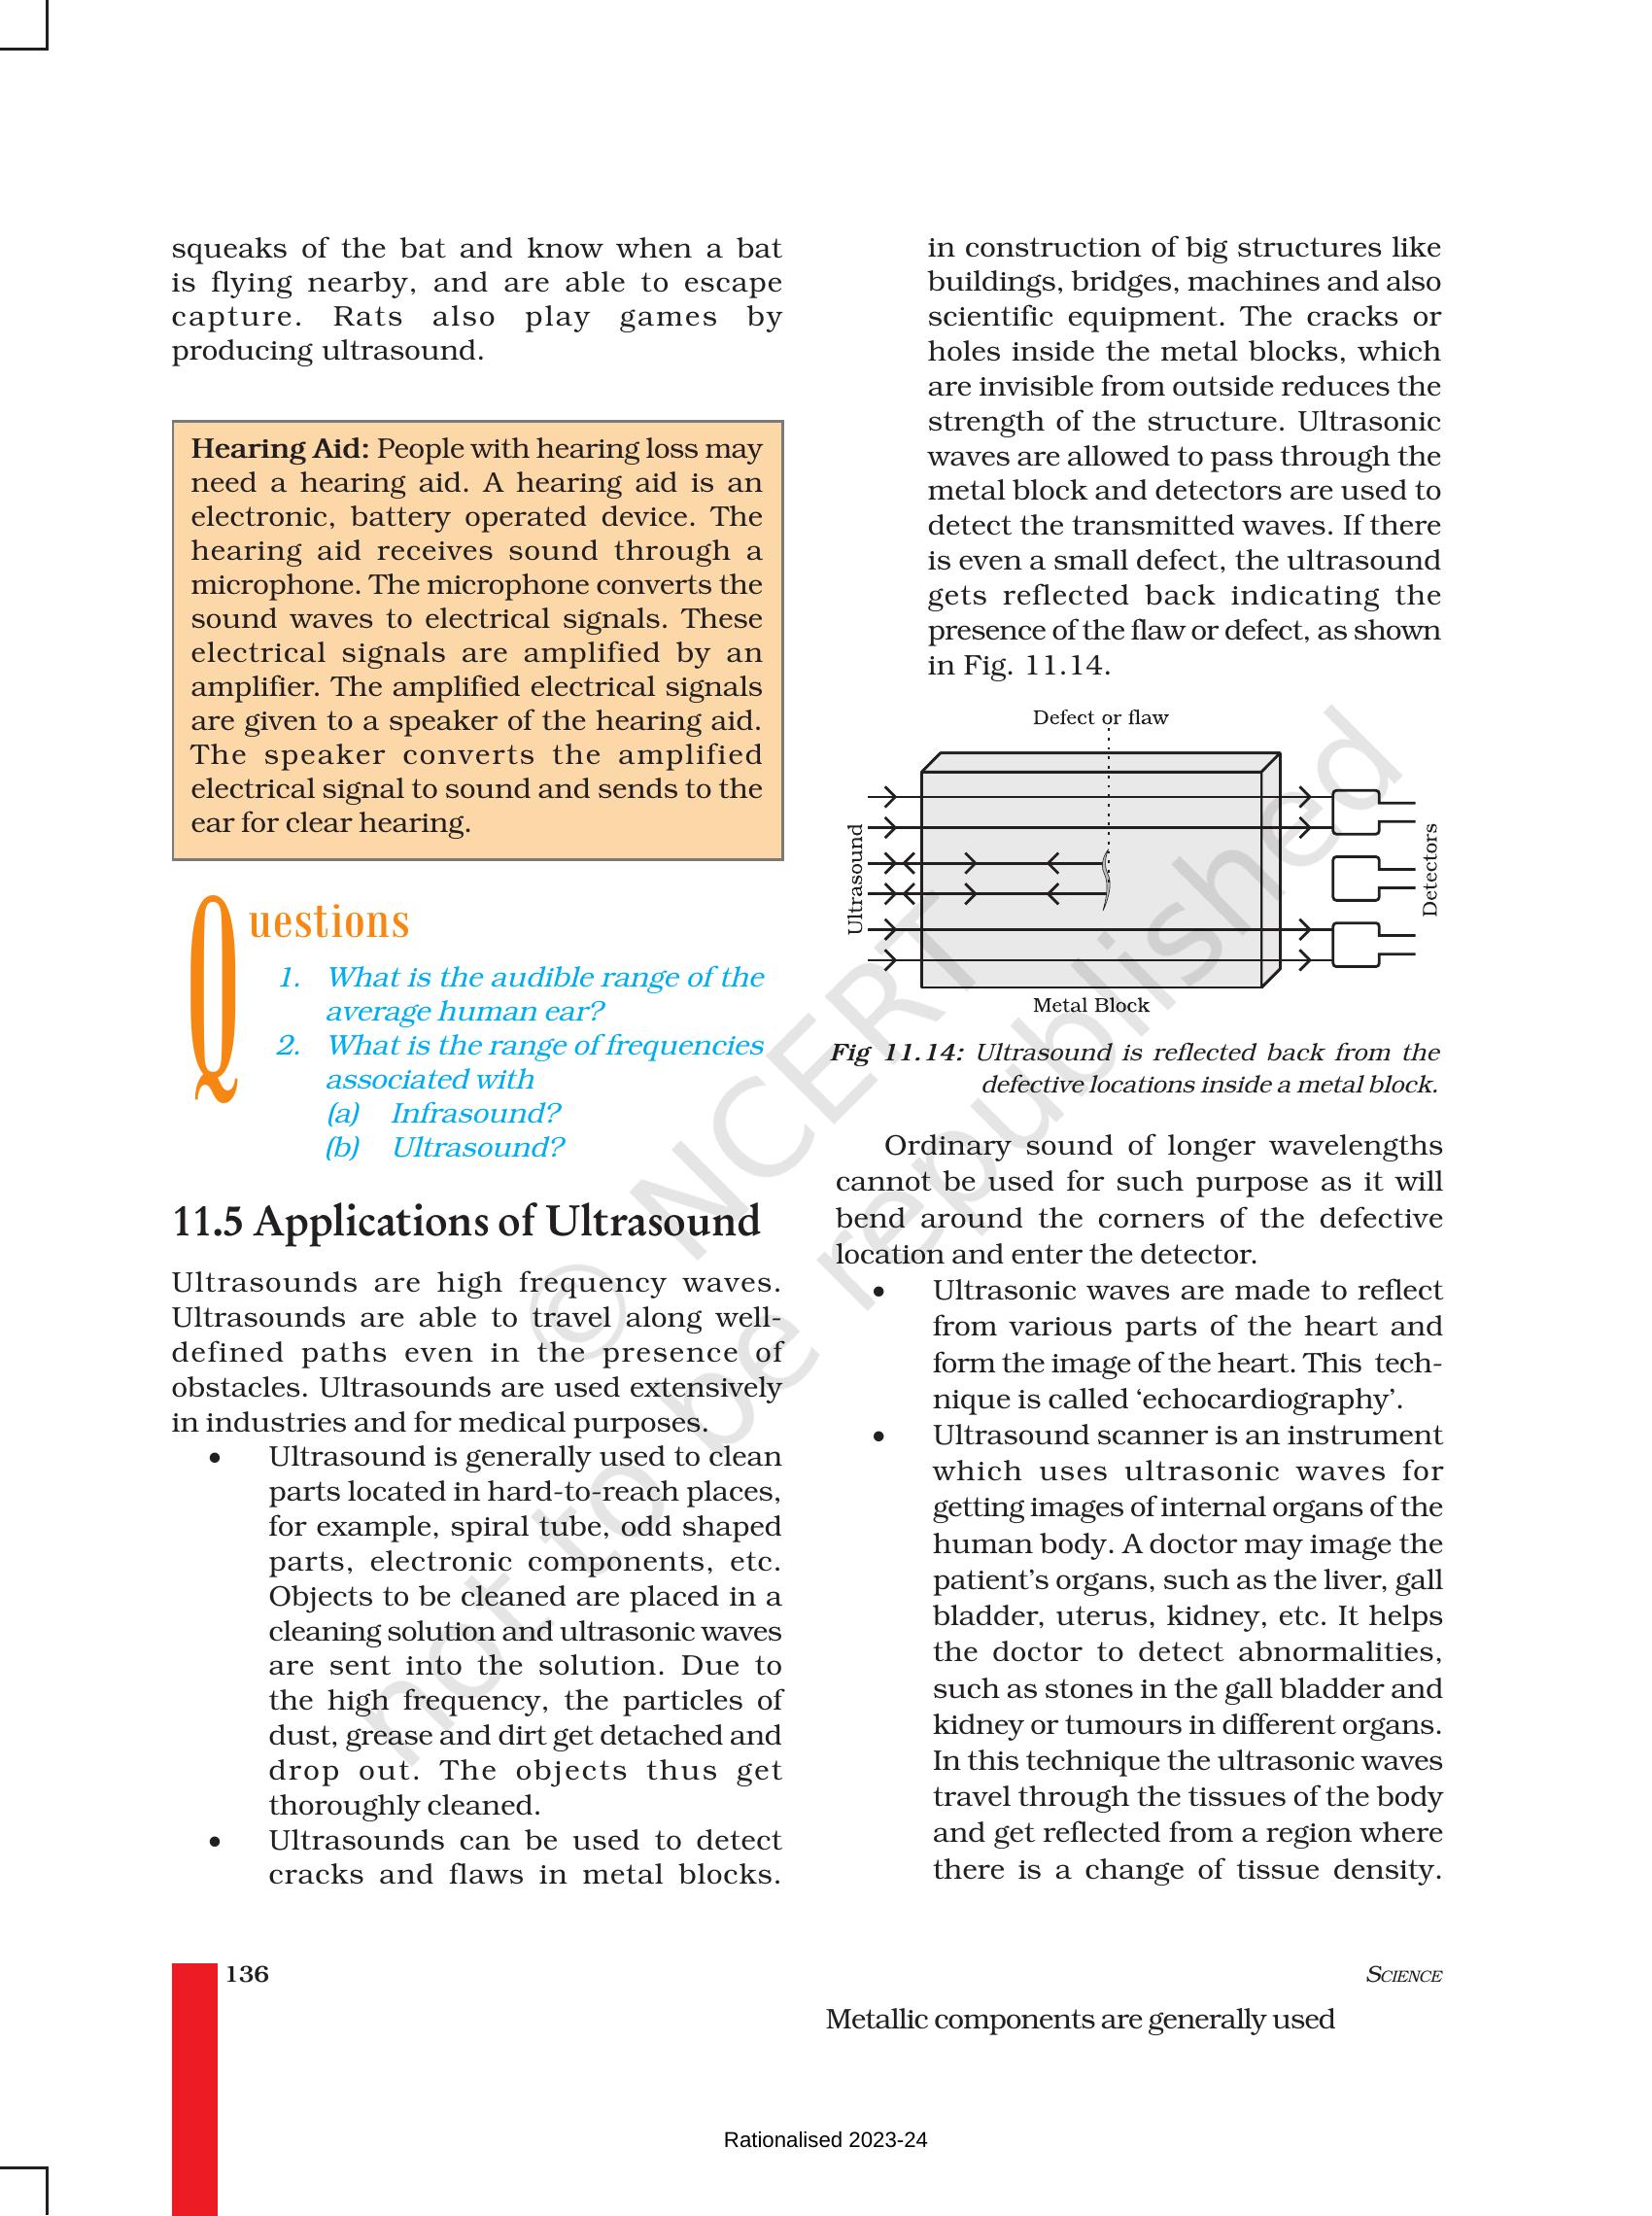 squeaks of the bat and know when a bat
is flying nearby, and are able to escape
capture. Rats also play games by
producing ultrasound.
Hearing Aid: People with hearing loss may
need a hearing aid. A hearing aid is an
electronic, battery operated device. The
hearing aid receives sound through a
microphone. The microphone converts the
sound waves to electrical signals. These
electrical signals are amplified by an
amplifier. The amplified electrical signals
are given to a speaker of the hearing aid.
The speaker converts the amplified
electrical signal to sound and sends to the
ear for clear hearing.
Questions
1. What is the audible range of the
average human ear?
2. What is the range of frequencies
associated with
(a) Infrasound?
(b) Ultrasound?
11.5 Applications of Ultrasound
Ultrasounds are high frequency waves.
Ultrasounds are able to travel along well-
defined paths even in the presence of
obstacles. Ultrasounds are used extensively
in industries and for medical purposes.
• Ultrasound is generally used to clean
parts located in hard-to-reach places,
for example, spiral tube, odd shaped
parts, electronic components, etc.
Objects to be cleaned are placed in a
cleaning solution and ultrasonic waves
are sent into the solution. Due to
the high frequency, the particles of
dust, grease and dirt get detached and
drop out. The objects thus get
thoroughly cleaned.
• Ultrasounds can be used to detect
cracks and flaws in metal blocks.
in construction of big structures like
buildings, bridges, machines and also
scientific equipment. The cracks or
holes inside the metal blocks, which
are invisible from outside reduces the
strength of the structure. Ultrasonic
waves are allowed to pass through the
metal block and detectors are used to
detect the transmitted waves. If there
is even a small defect, the ultrasound
gets reflected back indicating the
presence of the flaw or defect, as shown
in Fig. 11.14.
Defect or flaw
Ultrasound
Detectors
Metal Block
Fig 11.14: Ultrasound is reflected back from the
defective locations inside a metal block.
Ordinary sound of longer wavelengths
cannot be used for such purpose as it will
bend around the corners of the defective
location and enter the detector.
• Ultrasonic waves are made to reflect
from various parts of the heart and
form the image of the heart. This tech-
nique is called ‘echocardiography’.
• Ultrasound scanner is an instrument
which uses ultrasonic waves for
getting images of internal organs of the
human body. A doctor may image the
patient’s organs, such as the liver, gall
bladder, uterus, kidney, etc. It helps
the doctor to detect abnormalities,
such as stones in the gall bladder and
kidney or tumours in different organs.
In this technique the ultrasonic waves
travel through the tissues of the body
and get reflected from a region where
there is a change of tissue density.
© NCERT
not to be republished
136
SCIENCE
Metallic components are generally used
Rationalised 2023-24